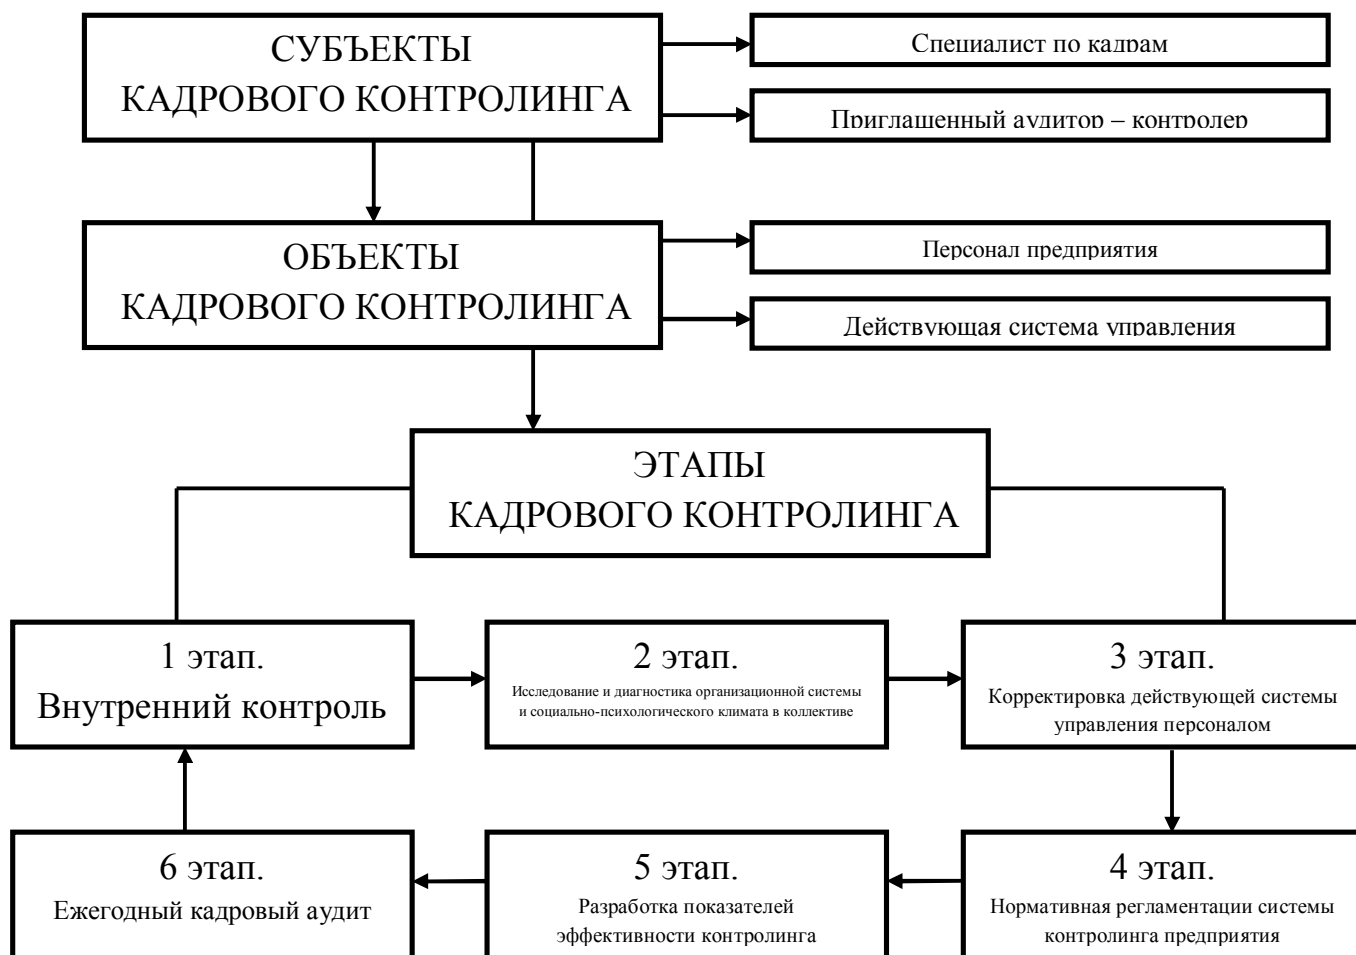 СУБЪЕКТЫ
КАДРОВОГО КОНТРОЛИНГА
Специалист по кадрам
Приглашенный аудитор – контролер
ОБЪЕКТЫ
КАДРОВОГО КОНТРОЛИНГА
Персонал предприятия
Действующая система управления
ЭТАПЫ
КАДРОВОГО КОНТРОЛИНГА
1 этап.
Внутренний контроль
2 этап.
Исследование и диагностика организационной системы
и социально-психологического климата в коллективе
3 этап.
Корректировка действующей системы
управления персоналом
6 этап.
Ежегодный кадровый аудит
5 этап.
Разработка показателей
эффективности контролинга
4 этап.
Нормативная регламентации системы
контролинга предприятия